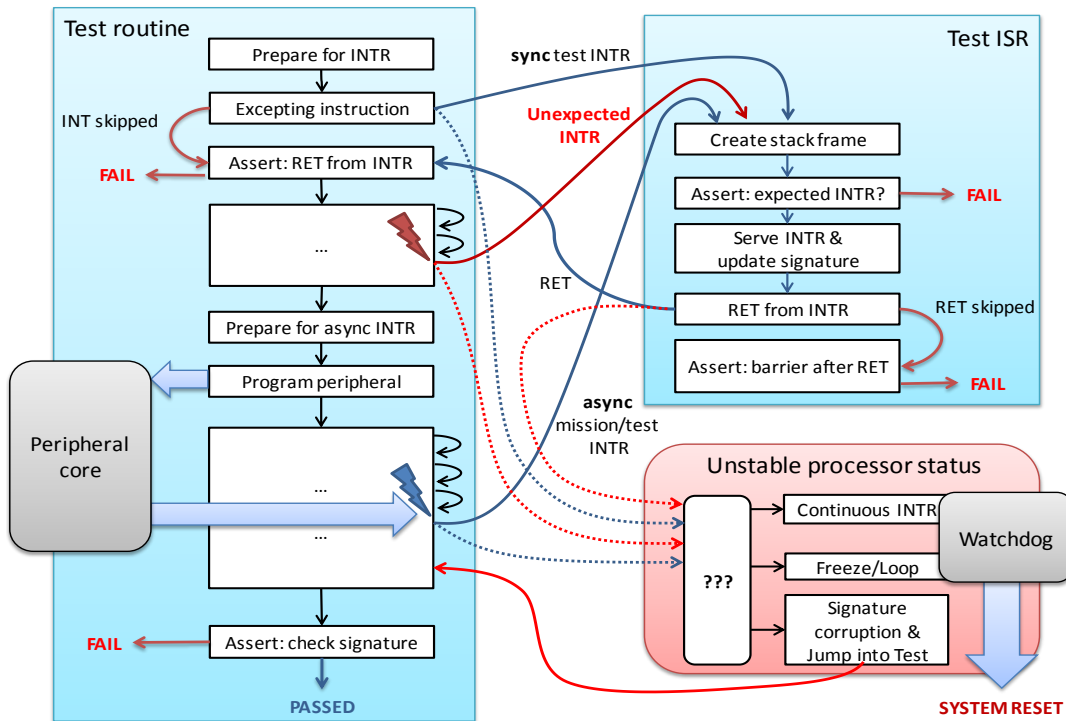 Test routine
Prepare for INTR
Excepting instruction
INT skipped
Assert: RET from INTR
FAIL
...
Prepare for async INTR
Program peripheral
Peripheral
core
...
...
Assert: check signature
FAIL
PASSED
sync test INTR
Unexpected
INTR
RET
async
mission/test
INTR
Test ISR
Create stack frame
Assert: expected INTR?
FAIL
Serve INTR &
update signature
RET from INTR
RET skipped
Assert: barrier after RET
FAIL
Unstable processor status
???
Continuous INTR
Freeze/Loop
Signature
corruption &
Jump into Test
Watchdog
SYSTEM RESET